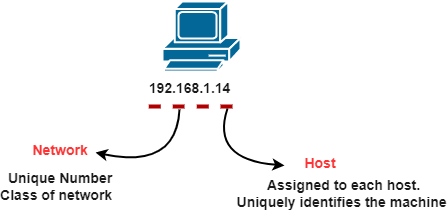 192.168.1.14
Network
Unique Number
Class of network
Host
Assigned to each host.
Uniquely identifies the machine